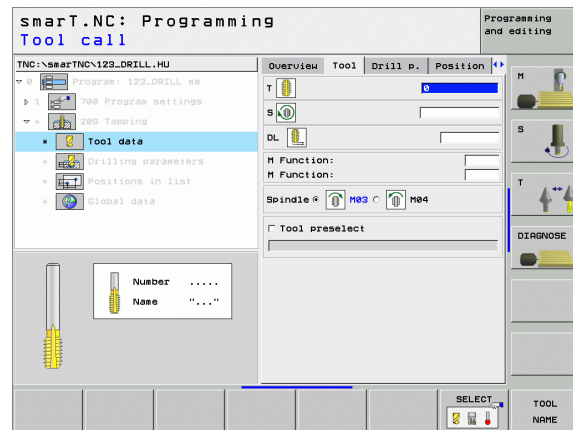 smarT.NC: Programming
Tool call
Programming
and editing
TNC:\smarTNC\123_DRILL.HU
0 Program: 123_DRILL mm
1 700 Program settings
* 209 Tapping
* Tool data
* Drilling parameters
* Positions in list
* Global data
Overview Tool Drill p. Position
T 0
S
DL
M Function:
M Function:
Spindle M03 M04
Tool preselect
Number .....
Name "..."
M
S
T
DIAGNOSE
SELECT
TOOL
NAME